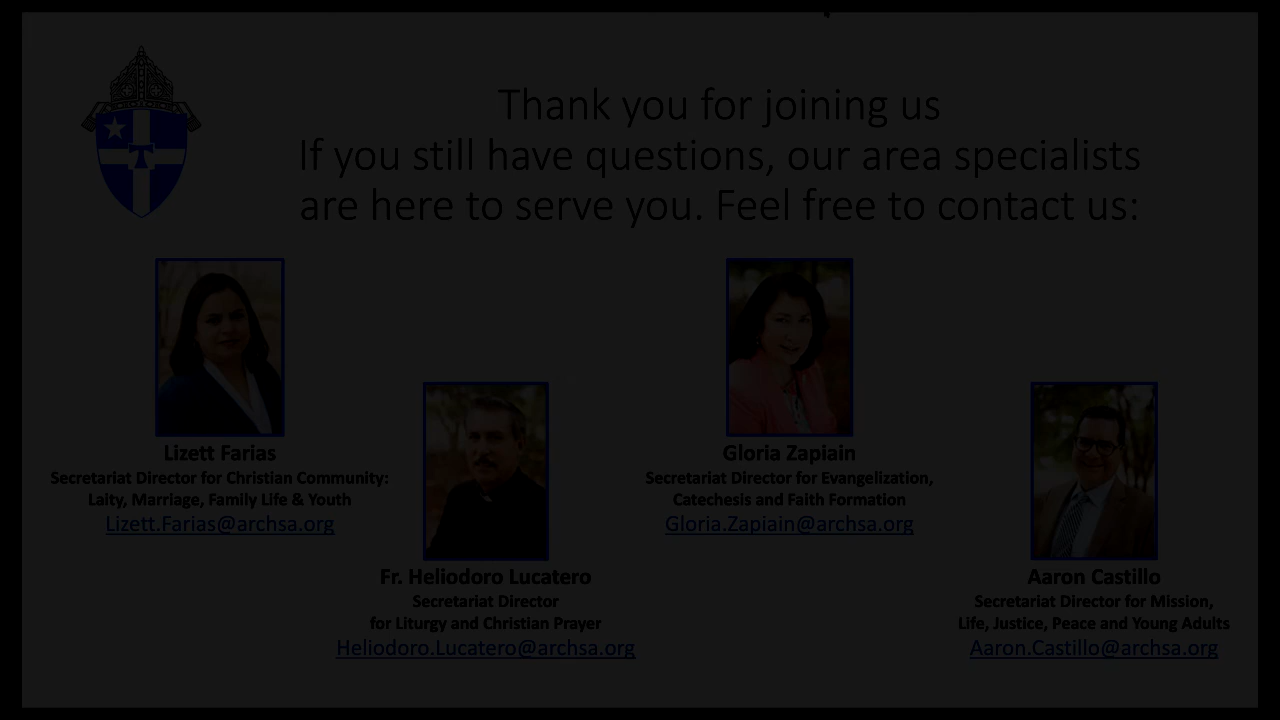 Thank you for joining us
If you still have questions, our area specialists
are here to serve you. Feel free to contact us:
Lizett Farias
Secretariat Director for Christian Community:
Laity, Marriage, Family Life & Youth
Lizett.Farias@archsa.org
Fr. Heliodoro Lucatero
Secretariat Director
for Liturgy and Christian Prayer
Heliodoro.Lucatero@archsa.org
Gloria Zapiain
Secretariat Director for Evangelization,
Catechesis and Faith Formation
Gloria.Zapiain@archsa.org
Aaron Castillo
Secretariat Director for Mission,
Life, Justice, Peace and Young Adults
Aaron.Castillo@archsa.org